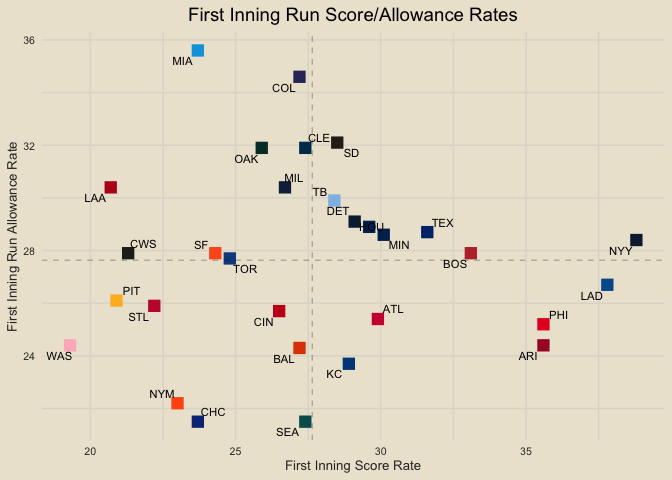 First Inning Run Score/Allowance Rates
36
MIA
COL
32
CLE
SD
OAK
MIL
LAA
TB
DET
HOU
TEX
MIN
28
CWS
SF
TOR
BOS
NYY
PIT
STL
LAD
CIN
ATL
PHI
24
WAS
BAL
KC
ARI
NYM
CHC
SEA
20
25
30
35
First Inning Score Rate
First Inning Run Allowance Rate